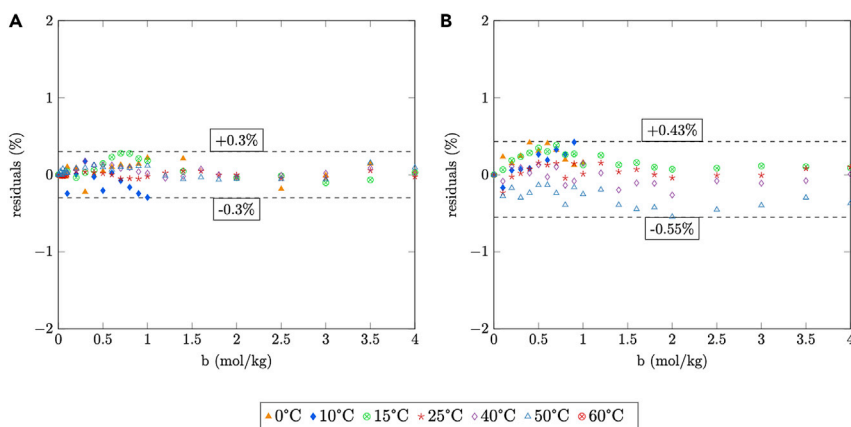 A
B
2
1
0
−1
−2
residuals (%)
+0.3%
-0.3%
0 0.5 1 1.5 2 2.5 3 3.5 4
b (mol/kg)
2
1
0
−1
−2
residuals (%)
+0.43%
-0.55%
0 0.5 1 1.5 2 2.5 3 3.5 4
b (mol/kg)
0°C 10°C 15°C 25°C 40°C 50°C 60°C